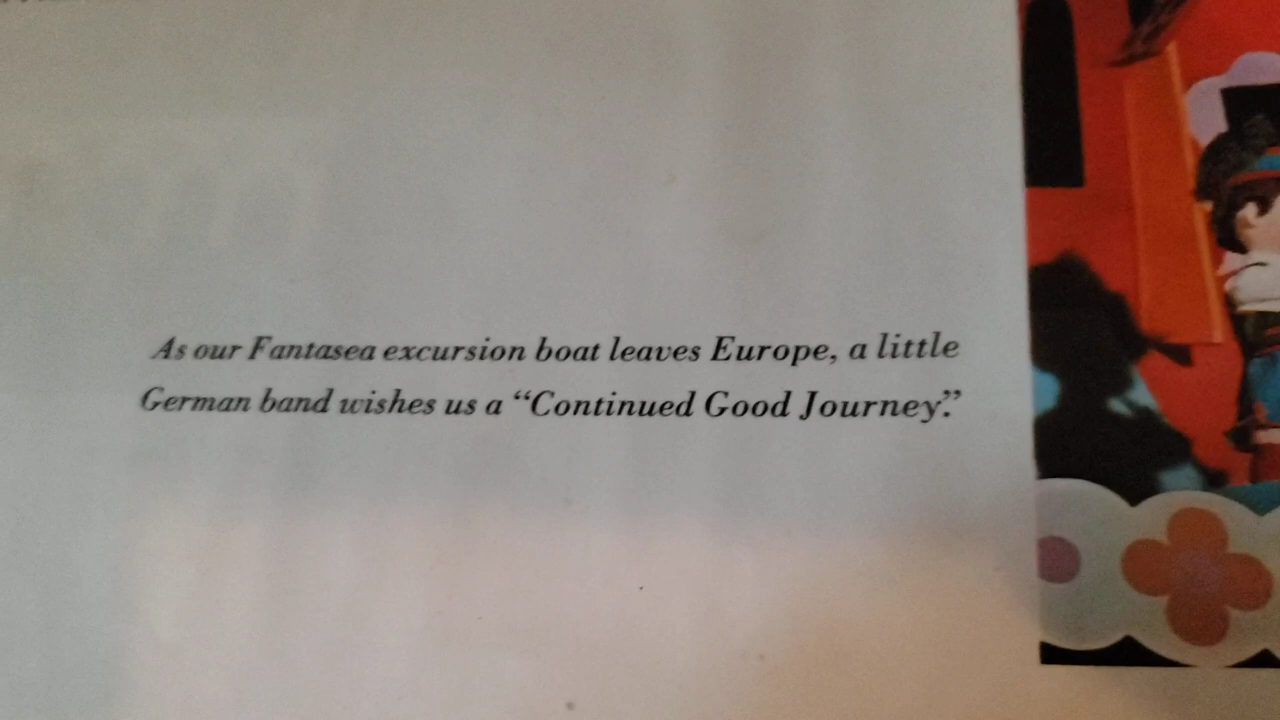 As our Fantasea excursion boat leaves Europe, a little
German band wishes us a “Continued Good Journey.”